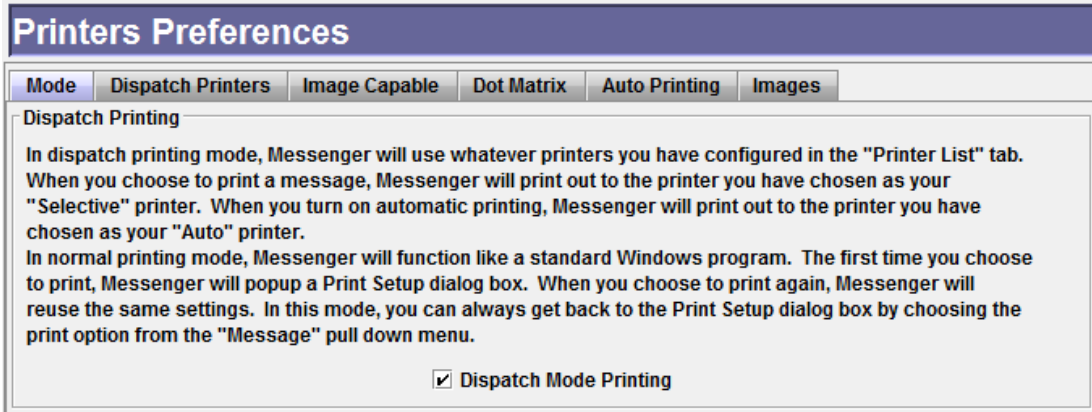 Printers Preferences
Mode Dispatch Printers Image Capable Dot Matrix Auto Printing Images
Dispatch Printing
In dispatch printing mode, Messenger will use whatever printers you have configured in the "Printer List" tab.
When you choose to print a message, Messenger will print out to the printer you have chosen as your
"Selective" printer.  When you turn on automatic printing, Messenger will print out to the printer you have
chosen as your "Auto" printer.
In normal printing mode, Messenger will function like a standard Windows program.  The first time you choose
to print, Messenger will popup a Print Setup dialog box.  When you choose to print again, Messenger will
reuse the same settings.  In this mode, you can always get back to the Print Setup dialog box by choosing the
print option from the "Message" pull down menu.
Dispatch Mode Printing